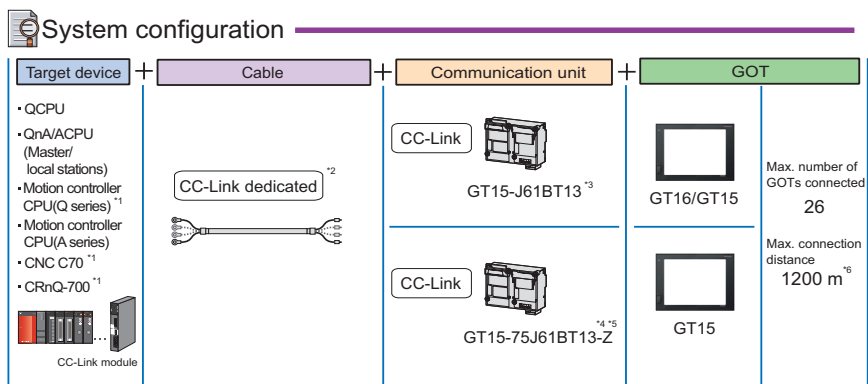 System configuration
Target device + Cable + Communication unit + GOT
▪ QCPU
▪ QnA/ACPU
(Master/
local stations)
▪ Motion controller
CPU(Q series) *1
▪ Motion controller
CPU(A series)
▪ CNC C70 *1
▪ CRnQ-700 *1
...
CC-Link module
CC-Link dedicated *2
CC-Link
GT15-J61BT13 *3
CC-Link
GT15-75J61BT13-Z *4 *5
GT16/GT15
GT15
Max. number of
GOTs connected
26
Max. connection
distance
1200 m *6